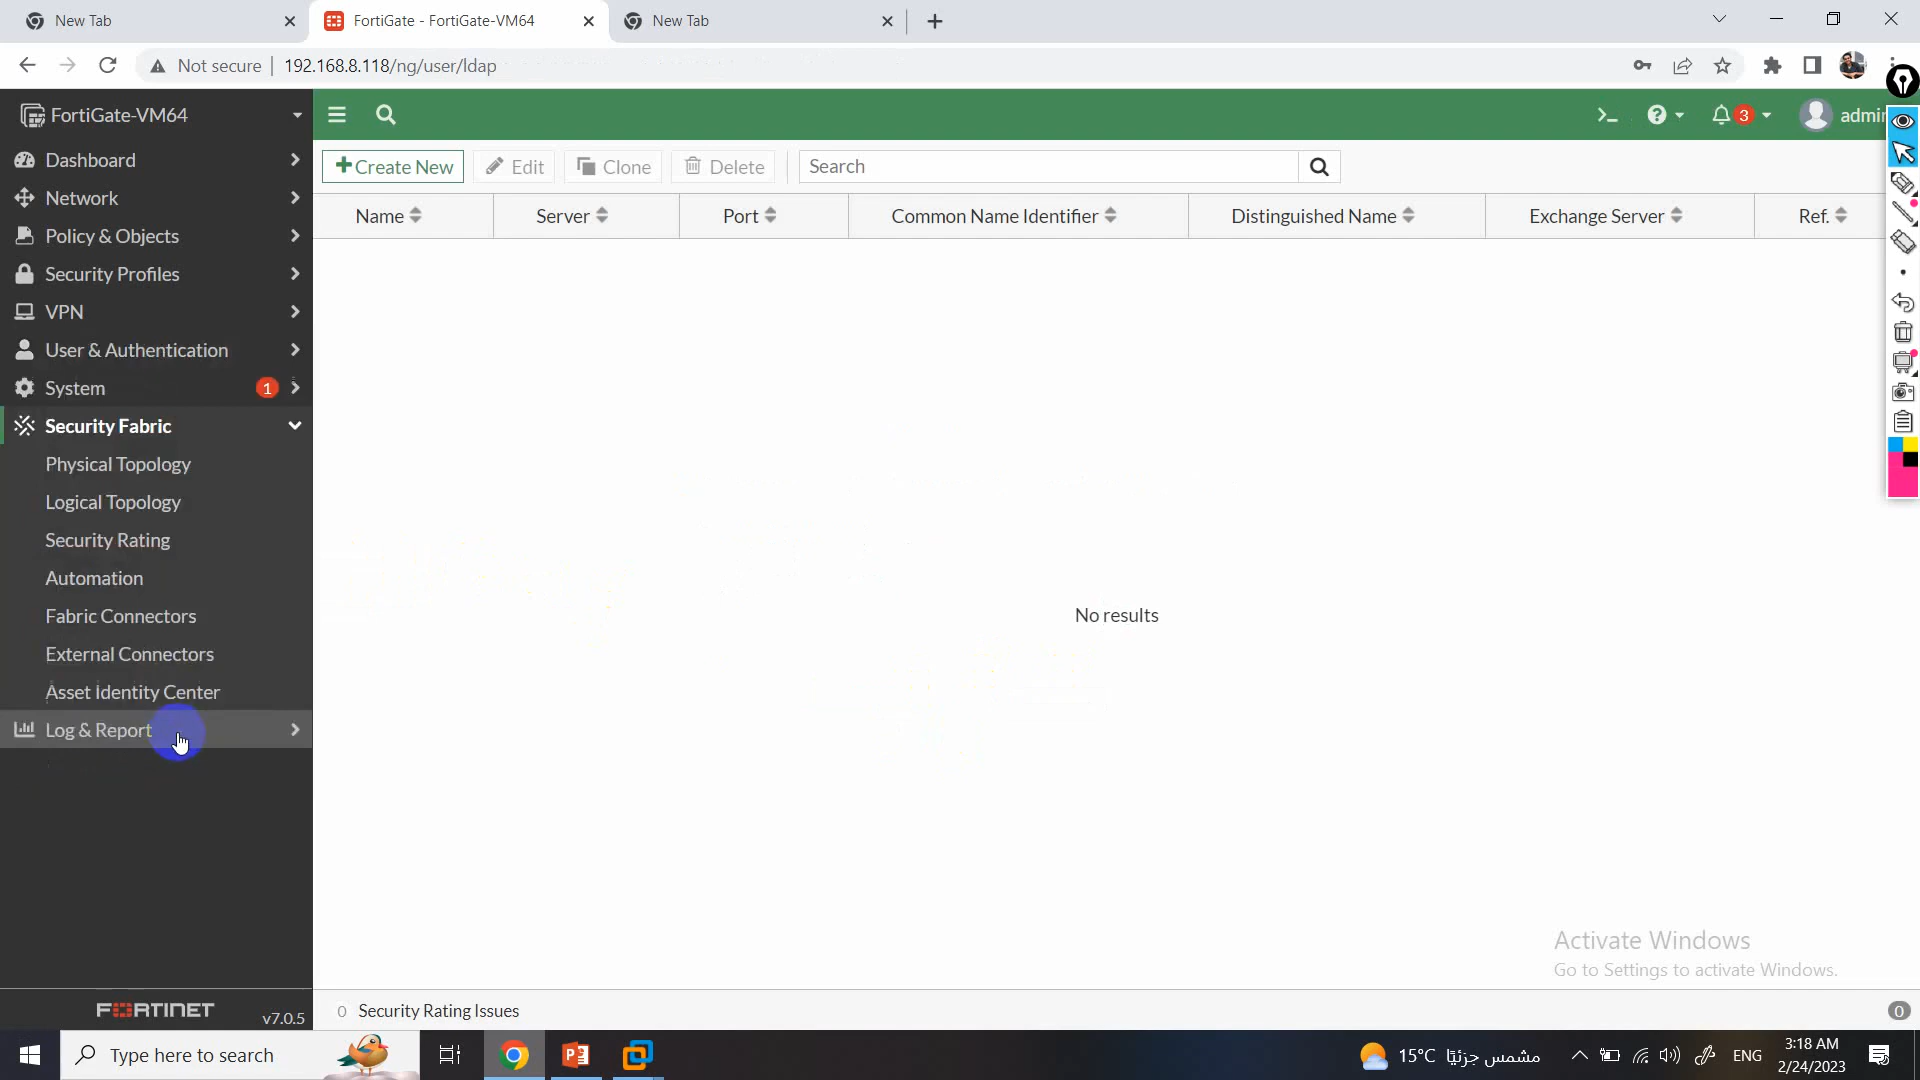 New Tab
FortiGate - FortiGate-VM64
New Tab
Not secure
192.168.8.118/ng/user/ldap
FortiGate-VM64
3
admin
Dashboard
Network
Policy & Objects
Security Profiles
VPN
User & Authentication
System
1
Security Fabric
Physical Topology
Logical Topology
Security Rating
Automation
Fabric Connectors
External Connectors
Asset Identity Center
Log & Report
FORTINET
v7.0.5
Create New
Edit
Clone
Delete
Search
Name
Server
Port
Common Name Identifier
Distinguished Name
Exchange Server
Ref.
No results
Activate Windows
Go to Settings to activate Windows.
0 Security Rating Issues
0
Type here to search
15°C مشمس جزئيًا
ENG
3:18 AM
2/24/2023